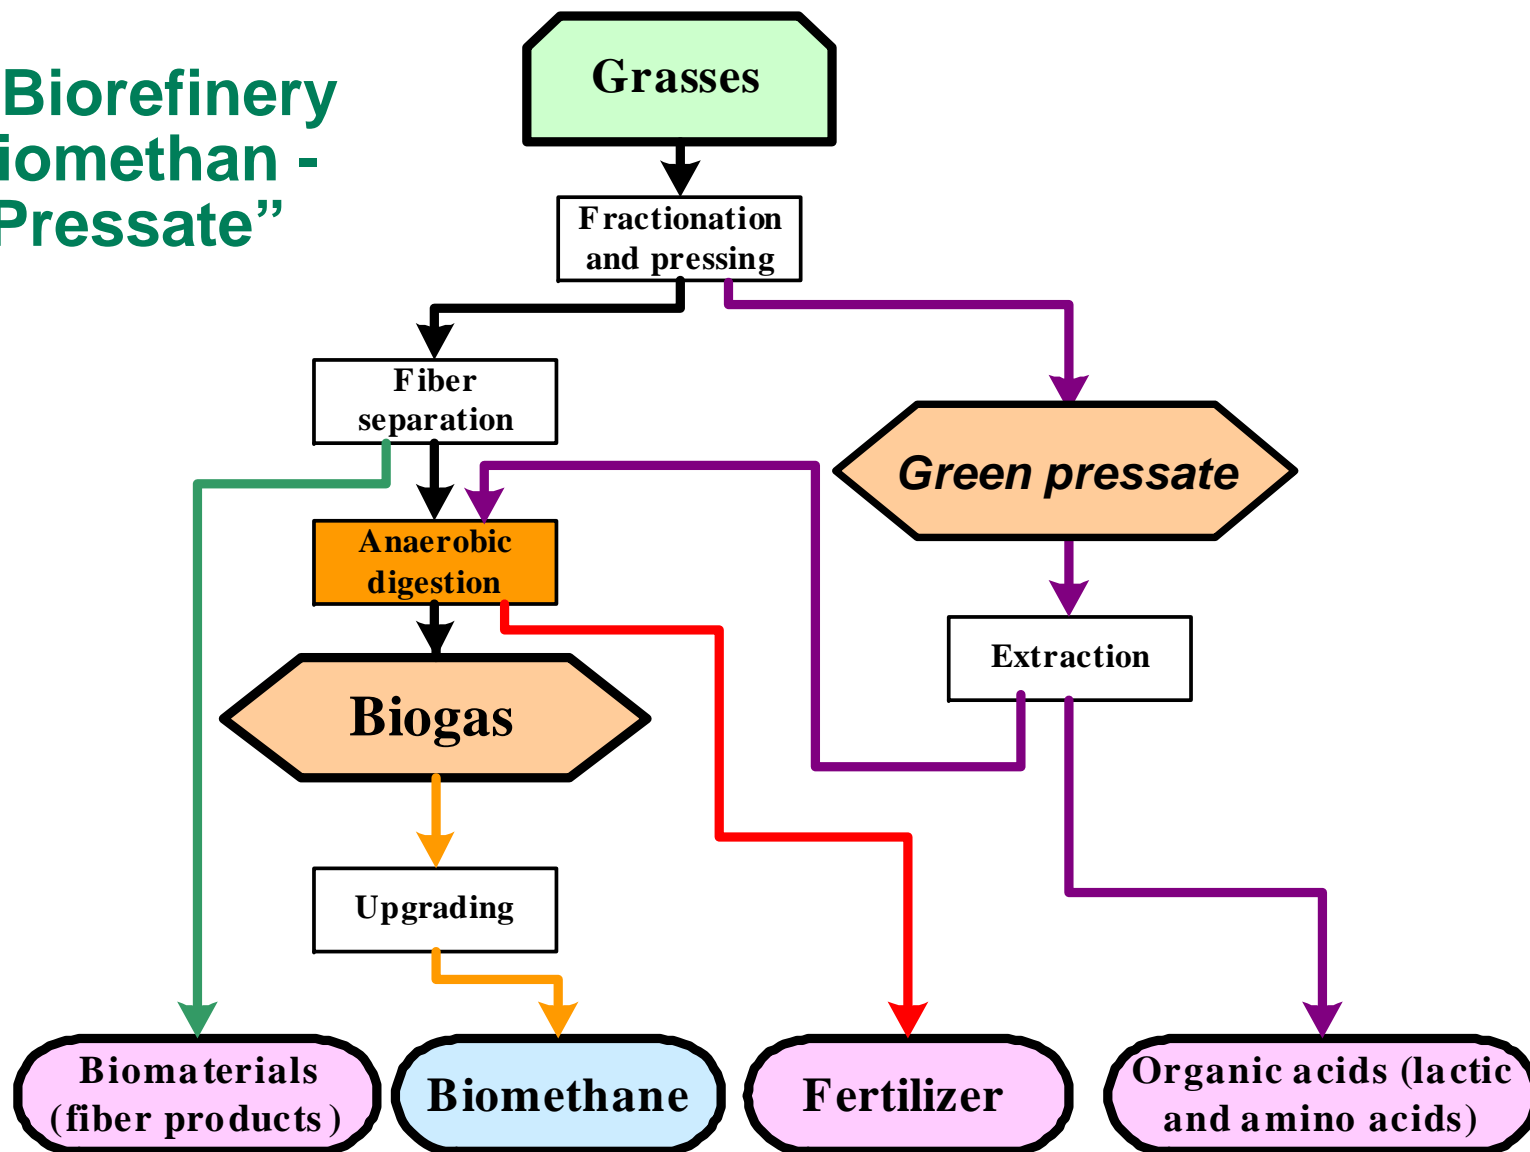 Biorefinery
iomethan -
Pressate”
Grasses
Fractionation
and pressing
Fiber
separation
Green pressate
Anaerobic
digestion
Extraction
Biogas
Upgrading
Biomaterials
(fiber products)
Biomethane
Fertilizer
Organic acids (lactic
and amino acids)